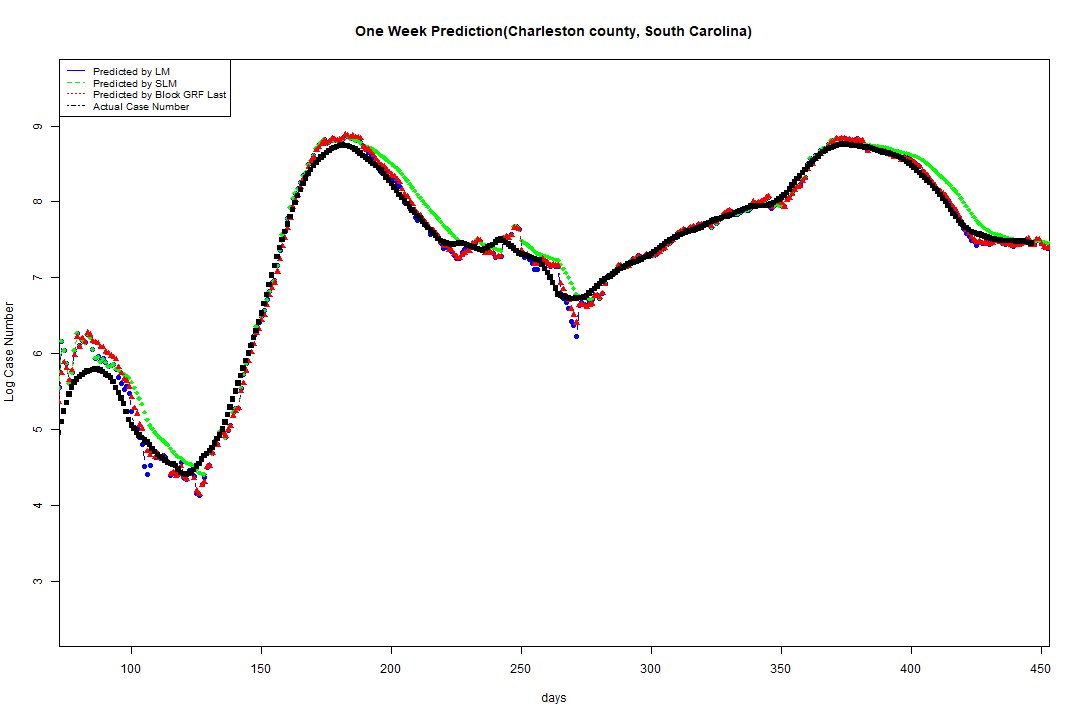 One Week Prediction(Charleston county, South Carolina)
Predicted by LM
Predicted by SLM
Predicted by Block GRF Last
Actual Case Number
9
8
7
6
5
4
3
Log Case Number
100 150 200 250 300 350 400 450
days